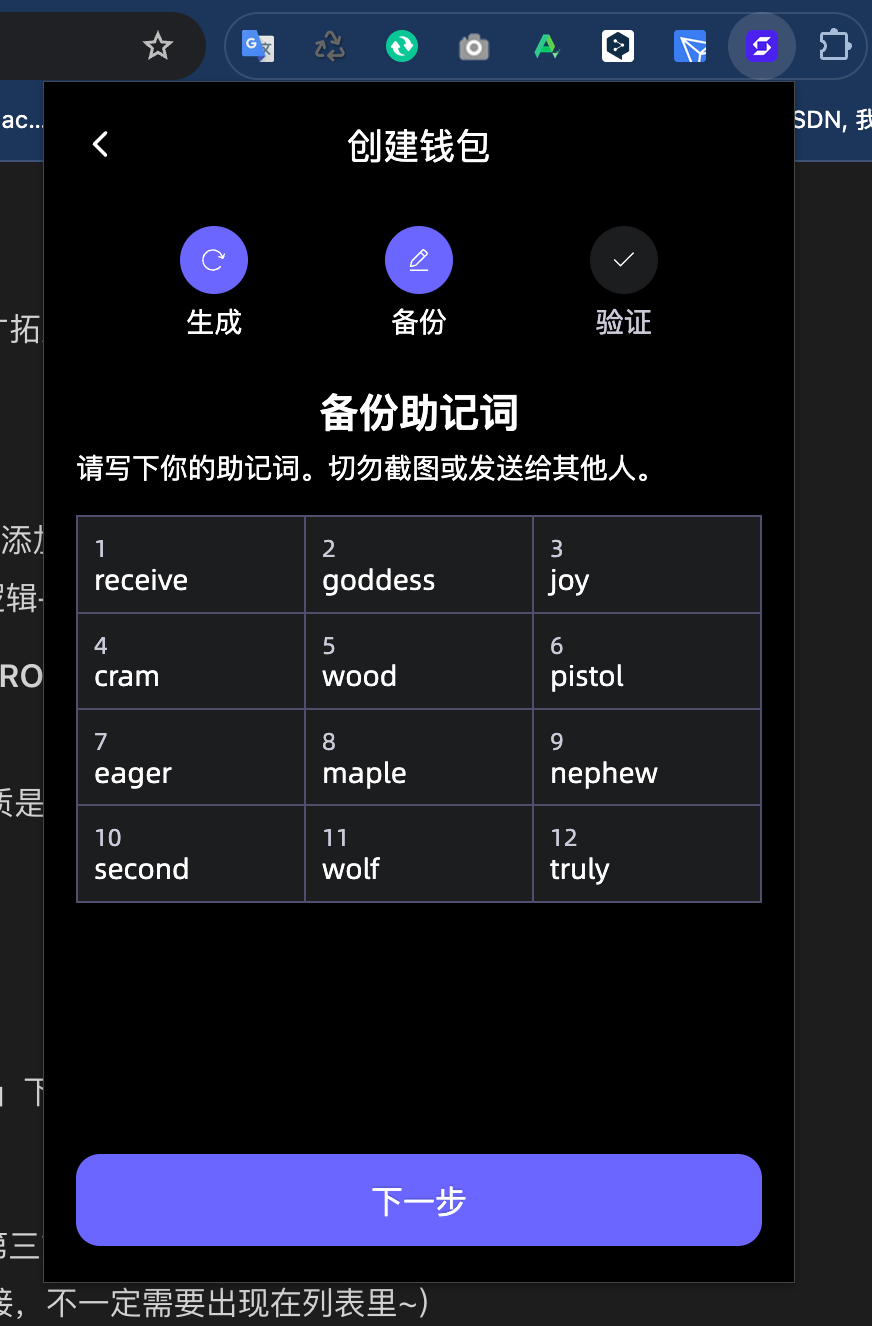 ac...
SDN, 我
创建钱包
生成
备份
验证
拓
备份助记词
请写下你的助记词。切勿截图或发送给其他人。
1
receive
2
goddess
3
joy
4
cram
5
wood
6
pistol
7
eager
8
maple
9
nephew
10
second
11
wolf
12
truly
添
辑-
RO
质是
下
下一步
第三
接，不一定需要出现在列表里~)